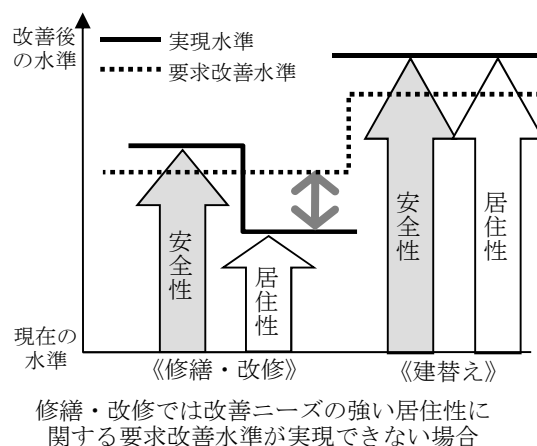 改善後
の水準
実現水準
要求改善水準
安全性
居住性
安全性
居住性
現在の
水準
《修繕・改修》
《建替え》
修繕・改修では改善ニーズの強い居住性に
関する要求改善水準が実現できない場合